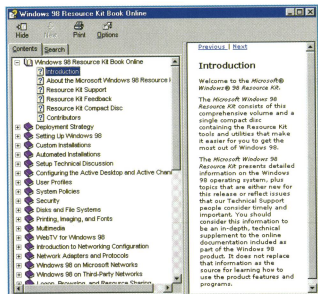 Windows 98 Resource Kit Book Online
Hide
Print
Options
Contents
Search
Windows 98 Resource Kit Book Online
Introduction
About the Microsoft Windows 98 Resource
Resource Kit Support
Resource Kit Feedback
Resource Kit Compact Disc
Contributors
Deployment Strategy
Setting Up Windows 98
Custom Installations
Automated Installations
Setup Technical Discussion
Configuring the Active Desktop and Active Chan
User Profiles
System Policies
Security
Disks and File Systems
Printing, Imaging, and Fonts
Multimedia
WebTV for Windows
Introduction to Networking Configuration
Network Adapters and Protocols
Windows 98 on Microsoft Networks
Windows 98 on Third-Party Networks
Logon, Browsing, and Resource Sharing
Previous | Next
Introduction
Welcome to the Microsoft®
Windows® 98 Resource Kit.
The Microsoft Windows 98
Resource Kit consists of this
comprehensive volume and a
single compact disc
containing the Resource Kit
tools and utilities that make
it easier for you to get the
most out of Windows 98.
The Microsoft Windows 98
Resource Kit presents detailed
information on the Windows
98 operating system, plus
topics that are either new for
this release or reflect issues
that our Technical Support
people consider timely and
important. You should
consider this information to
be an in-depth, technical
supplement to the online
documentation included as
part of the Windows 98
product. It does not replace
that information as the
source for learning how to
use the product features and
programs.